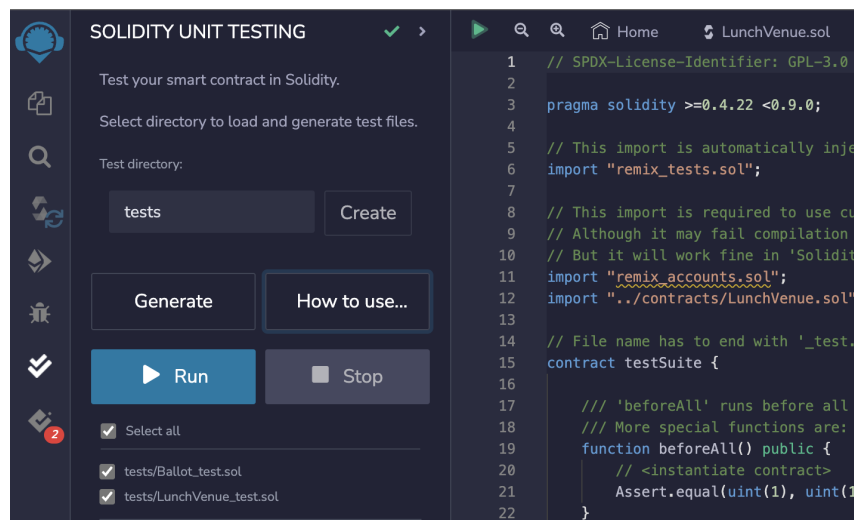 SOLIDITY UNIT TESTING
Test your smart contract in Solidity.
Select directory to load and generate test files.
Test directory:
tests
Create
Generate
How to use...
Run
Stop
Select all
tests/Ballot_test.sol
tests/LunchVenue_test.sol
2
Home
LunchVenue.sol
1 // SPDX-License-Identifier: GPL-3.0
2
3 pragma solidity >=0.4.22 <0.9.0;
4
5 // This import is automatically inje
6 import "remix_tests.sol";
7
8 // This import is required to use cu
9 // Although it may fail compilation
10 // But it will work fine in 'Solidit
11 import "remix_accounts.sol";
12 import "../contracts/LunchVenue.sol"
13
14 // File name has to end with '_test.
15 contract testSuite {
16
17 /// 'beforeAll' runs before all
18 /// More special functions are:
19 function beforeAll() public {
20 // <instantiate contract>
21 Assert.equal(uint(1), uint(1
22 }